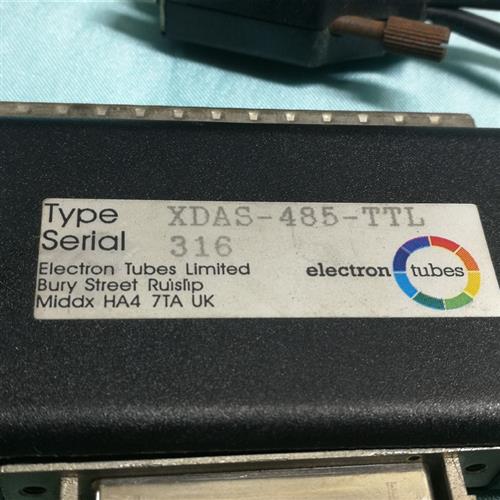 Type XDAS-485-TTL
Serial 316
Electron Tubes Limited
Bury Street Ruislip
Middx HA4 7TA UK
electron tubes